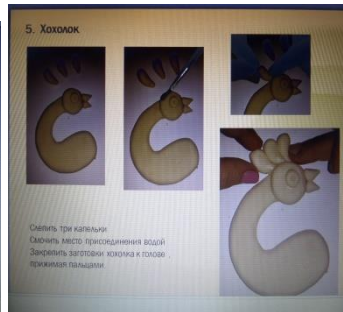 5. Хохолок
Слепить три капельки
Смочить место присоединения водой
Закрепить заготовки хохолка к голове ,
прижимая пальцами.